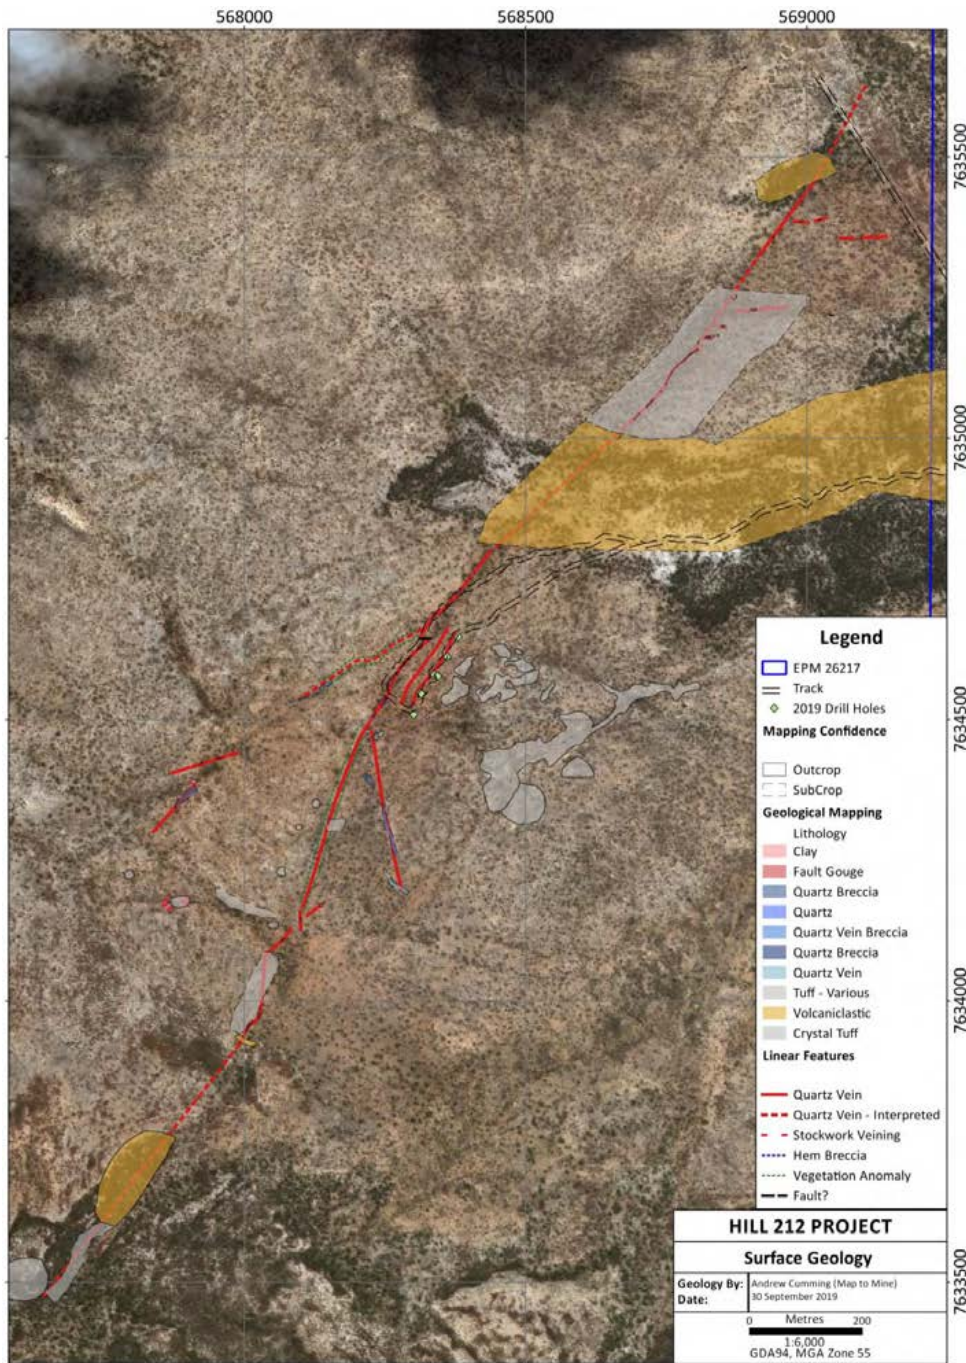 568000
568500
569000
7635500
7635000
7634500
7634000
7633500
Legend
EPM 26217
Track
2019 Drill Holes
Mapping Confidence
Outcrop
SubCrop
Geological Mapping
Lithology
Clay
Fault Gouge
Quartz Breccia
Quartz
Quartz Vein Breccia
Quartz Breccia
Quartz Vein
Tuff - Various
Volcaniclastic
Crystal Tuff
Linear Features
Quartz Vein
Quartz Vein - Interpreted
Stockwork Veining
Hem Breccia
Vegetation Anomaly
Fault?
HILL 212 PROJECT
Surface Geology
Geology By: Andrew Cumming (Map to Mine)
Date: 30 September 2019
0 Metres 200
1:6,000
GDA94, MGA Zone 55